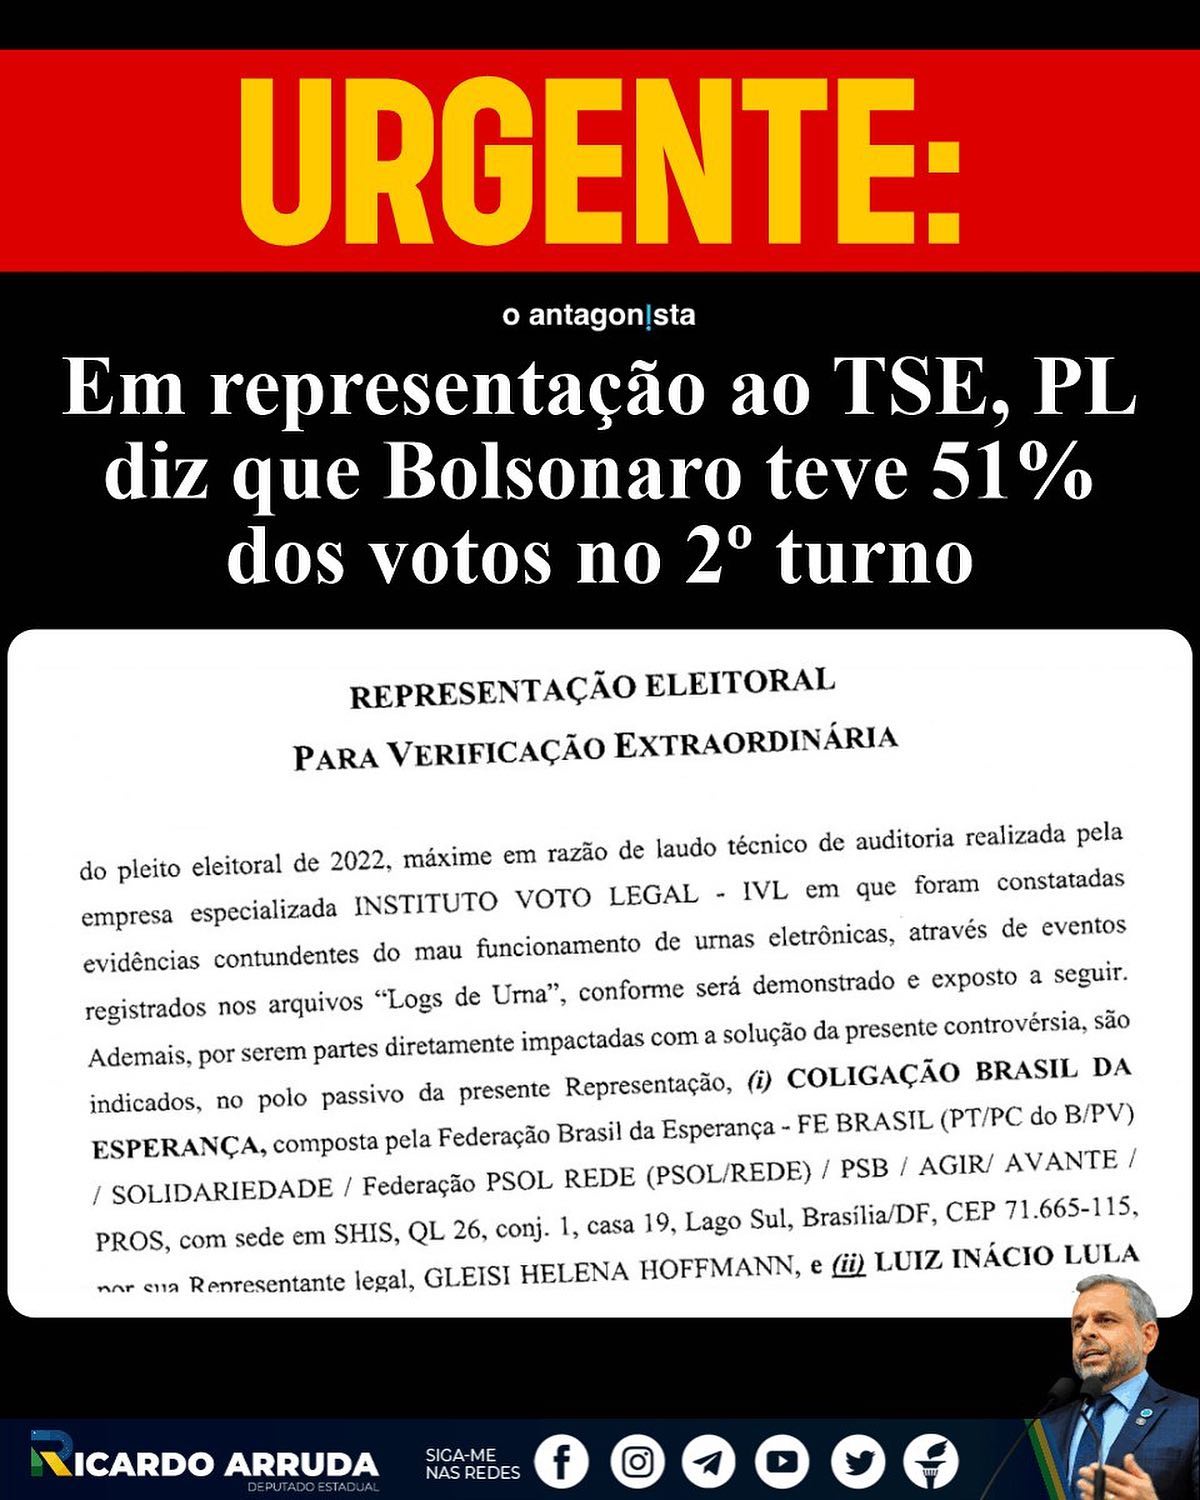 URGENTE:
o antagon!sta
Em representação ao TSE, PL
diz que Bolsonaro teve 51%
dos votos no 2º turno
REPRESENTAÇÃO ELEITORAL
PARA VERIFICAÇÃO EXTRAORDINÁRIA
do pleito eleitoral de 2022, máxime em razão de laudo técnico de auditoria realizada pela
empresa especializada INSTITUTO VOTO LEGAL - IVL em que foram constatadas
evidências contundentes do mau funcionamento de urnas eletrônicas, através de eventos
registrados nos arquivos “Logs de Urna”, conforme será demonstrado e exposto a seguir.
Ademais, por serem partes diretamente impactadas com a solução da presente controvérsia, são
indicados, no polo passivo da presente Representação, (i) COLIGAÇÃO BRASIL DA
ESPERANÇA, composta pela Federação Brasil da Esperança - FE BRASIL (PT/PC do B/PV)
/ SOLIDARIEDADE / Federação PSOL REDE (PSOL/REDE) / PSB / AGIR/ AVANTE /
PROS, com sede em SHIS, QL 26, conj. 1, casa 19, Lago Sul, Brasília/DF, CEP 71.665-115,
por sua Representante legal, GLEISI HELENA HOFFMANN, e (ii) LUIZ INÁCIO LULA
RICARDO ARRUDA
DEPUTADO ESTADUAL
SIGA-ME
NAS REDES